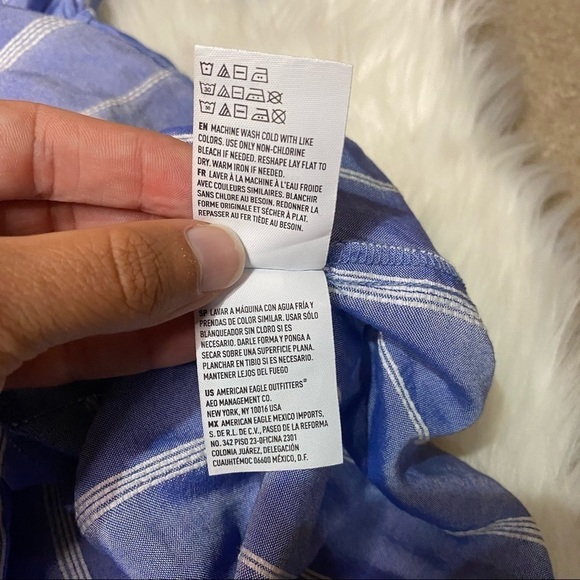 30
EN MACHINE WASH COLD WITH LIKE
COLORS, USE ONLY NON-CHLORINE
BLEACH IF NEEDED. RESHAPE LAY FLAT TO
DRY. WARM IRON IF NEEDED.
FR LAVER À LA MACHINE À L'EAU FROIDE
AVEC COULEURS SIMILAIRES. BLANCHIR
SANS CHLORE AU BESOIN. REDONNER LA
FORME ORIGINALE ET SÉCHER À PLAT.
REPASSER AU FER TIÈDE AU BESOIN.
SP LAVAR A MÁQUINA CON AGUA FRÍA Y
PRENDAS DE COLOR SIMILAR. USAR SÓLO
BLANQUEADOR SIN CLORO SI ES
NECESARIO. DARLE FORMA Y PONGA A
SECAR SOBRE UNA SUPERFICIE PLANA.
PLANCHAR EN TIBIO SI ES NECESARIO.
MANTENER LEJOS DEL FUEGO
US AMERICAN EAGLE OUTFITTERS®
AEO MANAGEMENT CO.
NEW YORK, NY 10016 USA
MX AMERICAN EAGLE MEXICO IMPORTS,
S. DE R.L. DE C.V., PASEO DE LA REFORMA
NO. 342 PISO 23-OFICINA 2301
COLONIA JUÁREZ, DELEGACIÓN
CUAUHTÉMOC 06600 MÉXICO, D.F.